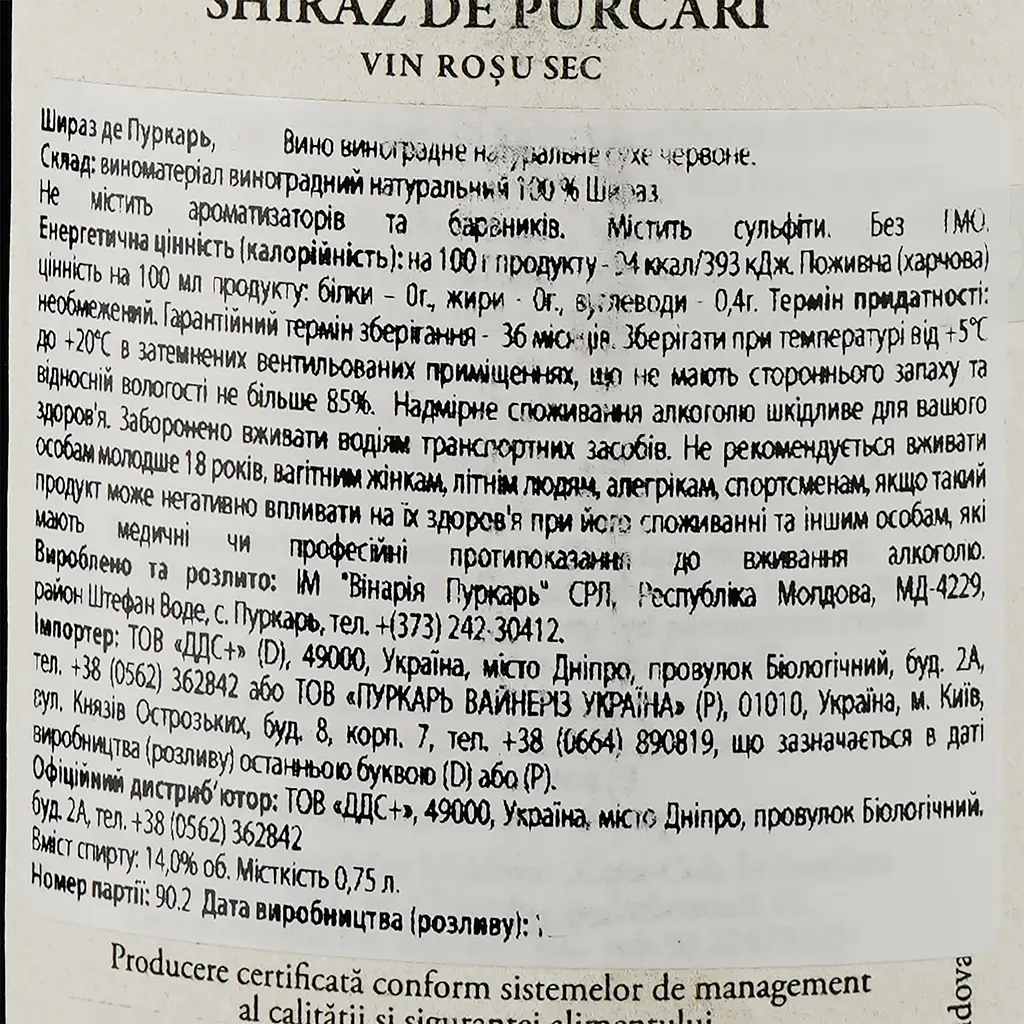 SHIRAZ DE PURCARI
VIN ROȘU SEC
Шираз де Пуркарь, Вино виноградне натуральне сухе червоне.
Склад: виноматеріал виноградний натуральний 100 % Шираз.
Не містить ароматизаторів та барвників. Містить сульфіти. Без ГМО.
Енергетична цінність (калорійність): на 100 г продукту - 94 ккал/393 кДж. Поживна (харчова)
цінність на 100 мл продукту: білки – 0г., жири - 0г., вуглеводи - 0,4г. Термін придатності:
необмежений. Гарантійний термін зберігання - 36 місяців. Зберігати при температурі від +5°С
до +20°С в затемнених вентильованих приміщеннях, що не мають стороннього запаху та
відносній вологості не більше 85%. Надмірне споживання алкоголю шкідливе для вашого
здоров'я. Заборонено вживати водіям транспортних засобів. Не рекомендується вживати
особам молодше 18 років, вагітним жінкам, літнім людям, алегрікам, спортсменам, якщо такий
продукт може негативно впливати на їх здоров'я при його споживанні та іншим особам, які
мають медичні чи професійні протипоказання до вживання алкоголю.
Вироблено та розлито: ІМ "Вінарія Пуркарь" СРЛ, Республіка Молдова, МД-4229,
район Штефан Воде, с. Пуркарь, тел. +(373) 242-30412.
Імпортер: ТОВ «ДДС+» (D), 49000, Україна, місто Дніпро, провулок Біологічний, буд. 2А,
тел. +38 (0562) 362842 або ТОВ «ПУРКАРЬ ВАЙНЕРІЗ УКРАЇНА» (Р), 01010, Україна, м. Київ,
вул. Князів Острозьких, буд. 8, корп. 7, тел. +38 (0664) 890819, що зазначається в даті
виробництва (розливу) останньою буквою (D) або (Р).
Офіційний дистриб'ютор: ТОВ «ДДС+», 49000, Україна, місто Дніпро, провулок Біологічний,
буд. 2А, тел. +38 (0562) 362842
Вміст спирту: 14,0% об. Місткість 0,75 л.
Номер партії: 90.2 Дата виробництва (розливу):
Producere certificată conform sistemelor de management
al calității și siguranței alimentului